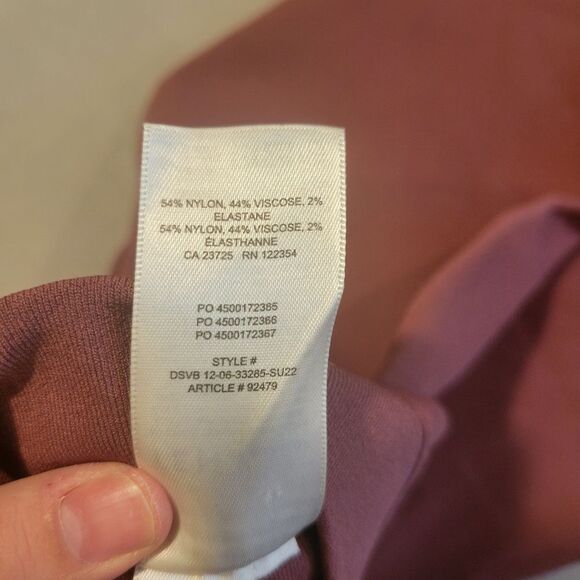 54% NYLON, 44% VISCOSE, 2%
ELASTANE
54% NYLON, 44% VISCOSE, 2%
ÉLASTHANNE
CA 23725 RN 122354
PO 4500172365
PO 4500172366
PO 4500172367
STYLE #
DSVB 12-06-33285-SU22
ARTICLE # 92479